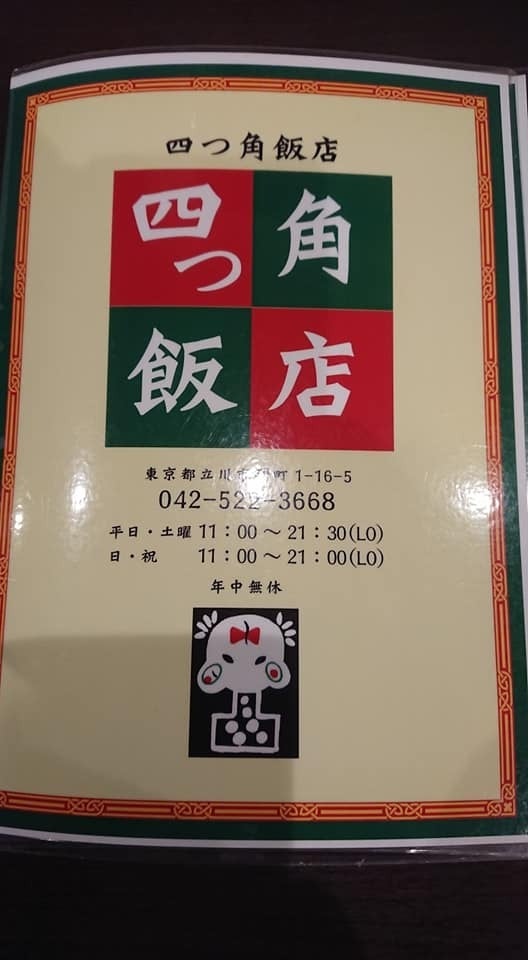 四つ角飯店
四つ 角
飯 店
東京都立川市 町1-16-5
042-522-3668
平日・土曜 11：00～21：30(LO)
日・祝 11：00～21：00(LO)
年中無休